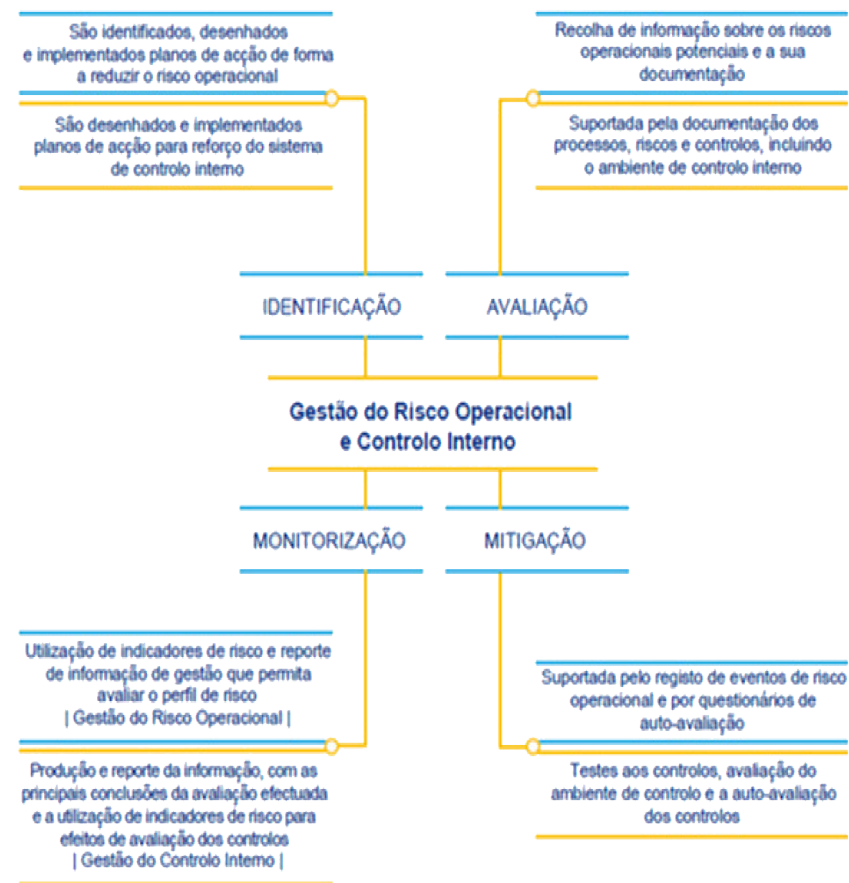 São identificados, desenhados
e implementados planos de acção de forma
a reduzir o risco operacional
São desenhados e implementados
planos de acção para reforço do sistema
de controlo interno
Recolha de informação sobre os riscos
operacionais potenciais e a sua
documentação
Suportada pela documentação dos
processos, riscos e controlos, incluindo
o ambiente de controlo interno
IDENTIFICAÇÃO
AVALIAÇÃO
Gestão do Risco Operacional
e Controlo Interno
MONITORIZAÇÃO
MITIGAÇÃO
Utilização de indicadores de risco e reporte
de informação de gestão que permita
avaliar o perfil de risco
| Gestão do Risco Operacional |
Produção e reporte da informação, com as
principais conclusões da avaliação efectuada
e a utilização de indicadores de risco para
efeitos de avaliação dos controlos
| Gestão do Controlo Interno |
Suportada pelo registo de eventos de risco
operacional e por questionários de
auto-avaliação
Testes aos controlos, avaliação do
ambiente de controlo e a auto-avaliação
dos controlos